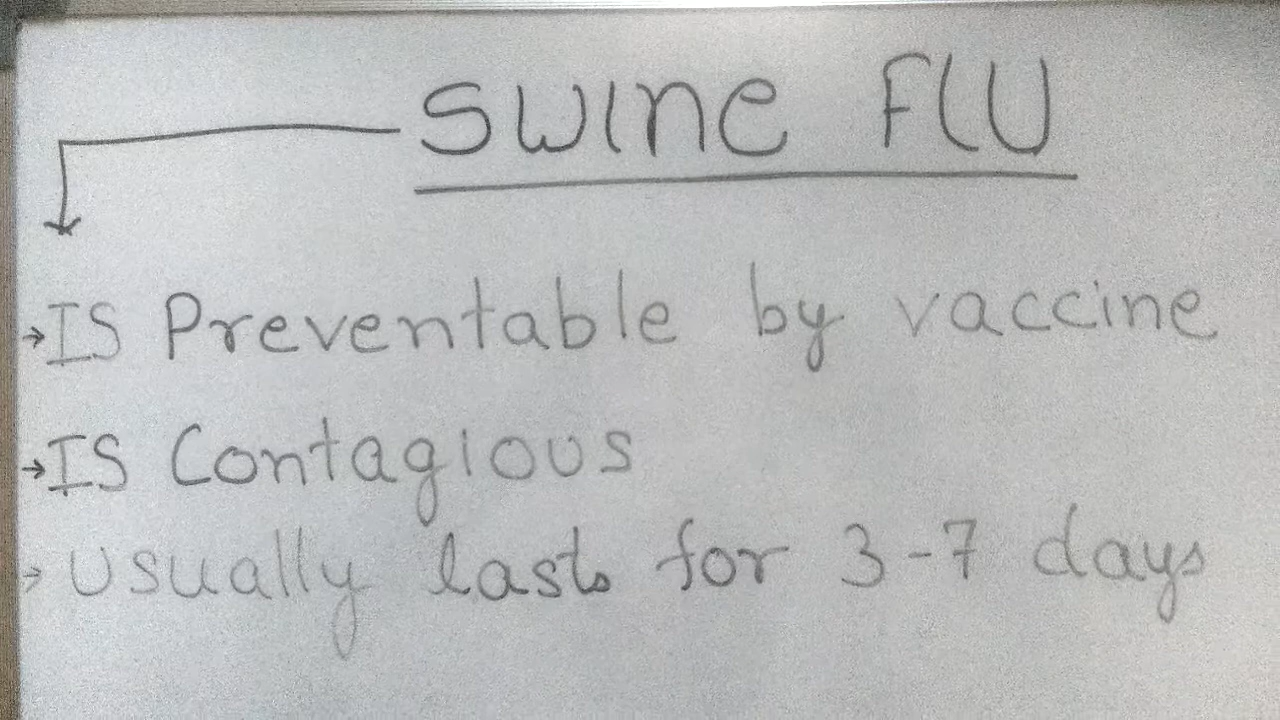 SWINE FLU
→IS Preventable by vaccine
→IS Contagious
→Usually lasts for 3-7 days